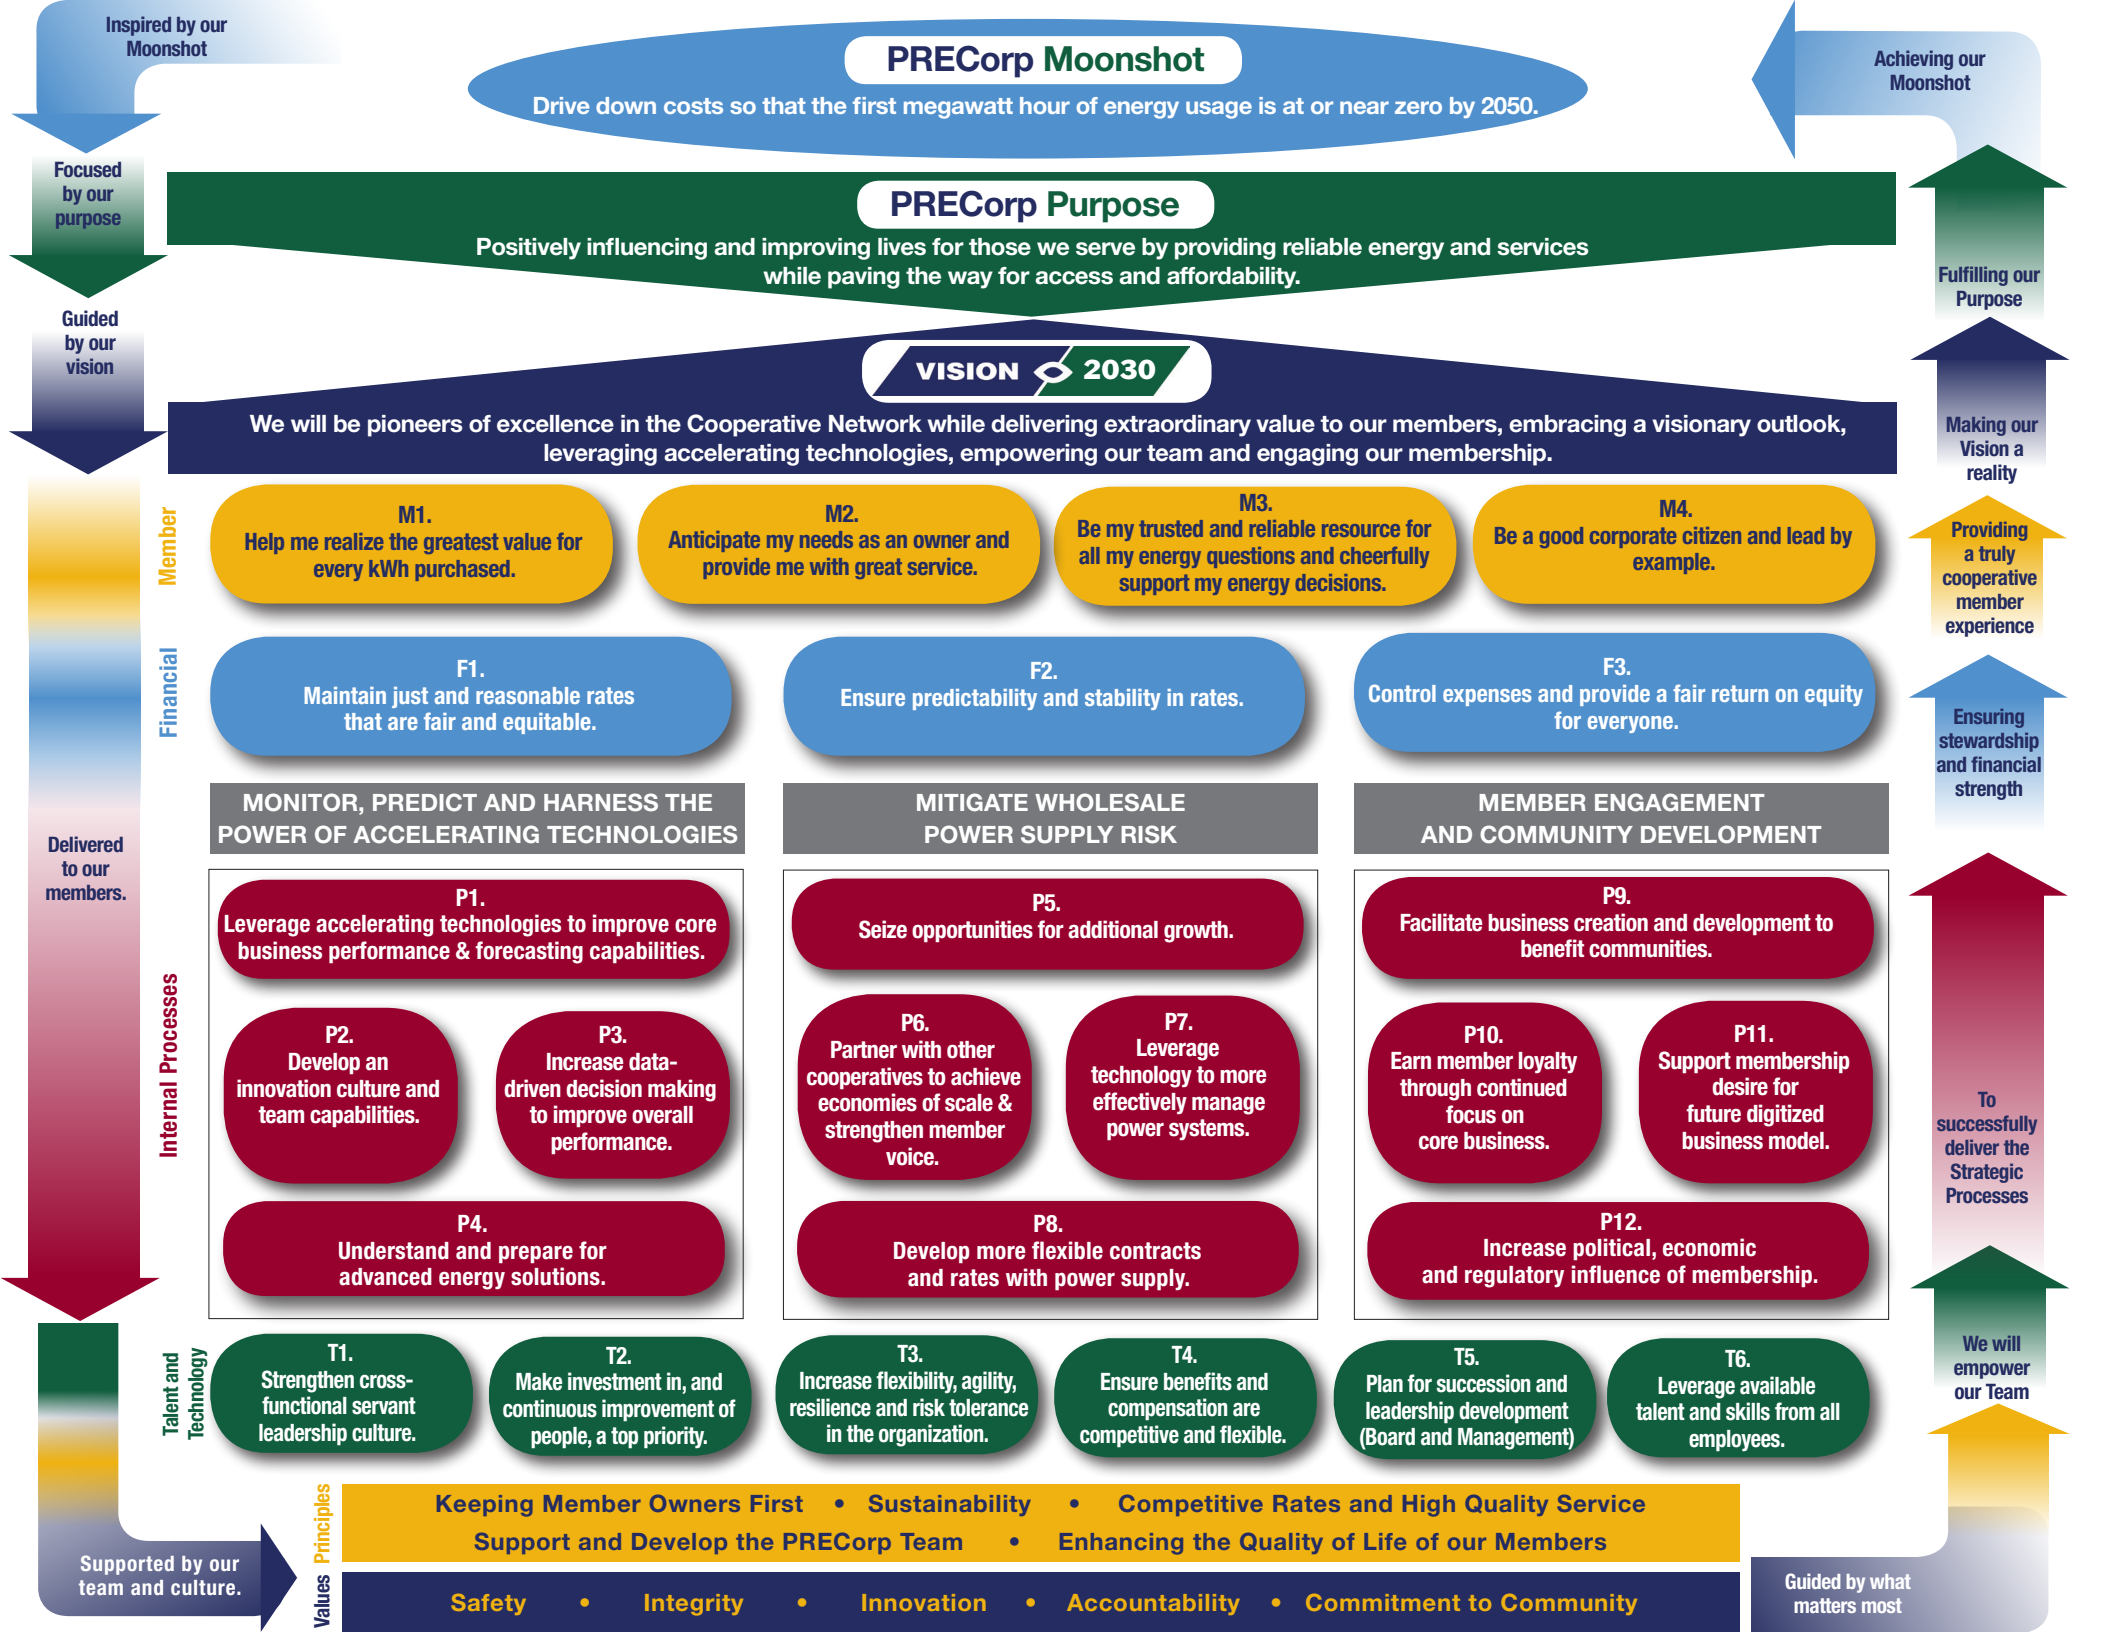 Inspired by our
Moonshot
PRECorp Moonshot
Drive down costs so that the first megawatt hour of energy usage is at or near zero by 2050.
Achieving our
Moonshot
Focused
by our
purpose
PRECorp Purpose
Positively influencing and improving lives for those we serve by providing reliable energy and services
while paving the way for access and affordability.
Fulfilling our
Purpose
Guided
by our
vision
VISION 2030
We will be pioneers of excellence in the Cooperative Network while delivering extraordinary value to our members, embracing a visionary outlook,
leveraging accelerating technologies, empowering our team and engaging our membership.
Making our
Vision a
reality
Member
M1.
Help me realize the greatest value for
every kWh purchased.
M2.
Anticipate my needs as an owner and
provide me with great service.
M3.
Be my trusted and reliable resource for
all my energy questions and cheerfully
support my energy decisions.
M4.
Be a good corporate citizen and lead by
example.
Providing
a truly
cooperative
member
experience
Financial
F1.
Maintain just and reasonable rates
that are fair and equitable.
F2.
Ensure predictability and stability in rates.
F3.
Control expenses and provide a fair return on equity
for everyone.
Ensuring
stewardship
and financial
strength
Delivered
to our
members.
MONITOR, PREDICT AND HARNESS THE
POWER OF ACCELERATING TECHNOLOGIES
MITIGATE WHOLESALE
POWER SUPPLY RISK
MEMBER ENGAGEMENT
AND COMMUNITY DEVELOPMENT
Internal Processes
P1.
Leverage accelerating technologies to improve core
business performance & forecasting capabilities.
P2.
Develop an
innovation culture and
team capabilities.
P3.
Increase data-
driven decision making
to improve overall
performance.
P4.
Understand and prepare for
advanced energy solutions.
P5.
Seize opportunities for additional growth.
P6.
Partner with other
cooperatives to achieve
economies of scale &
strengthen member
voice.
P7.
Leverage
technology to more
effectively manage
power systems.
P8.
Develop more flexible contracts
and rates with power supply.
P9.
Facilitate business creation and development to
benefit communities.
P10.
Earn member loyalty
through continued
focus on
core business.
P11.
Support membership
desire for
future digitized
business model.
P12.
Increase political, economic
and regulatory influence of membership.
To
successfully
deliver the
Strategic
Processes
Talent and
Technology
T1.
Strengthen cross-
functional servant
leadership culture.
T2.
Make investment in, and
continuous improvement of
people, a top priority.
T3.
Increase flexibility, agility,
resilience and risk tolerance
in the organization.
T4.
Ensure benefits and
compensation are
competitive and flexible.
T5.
Plan for succession and
leadership development
(Board and Management)
T6.
Leverage available
talent and skills from all
employees.
We will
empower
our Team
Supported by our
team and culture.
Principles
Keeping Member Owners First • Sustainability • Competitive Rates and High Quality Service
Support and Develop the PRECorp Team • Enhancing the Quality of Life of our Members
Values
Safety • Integrity • Innovation • Accountability • Commitment to Community
Guided by what
matters most